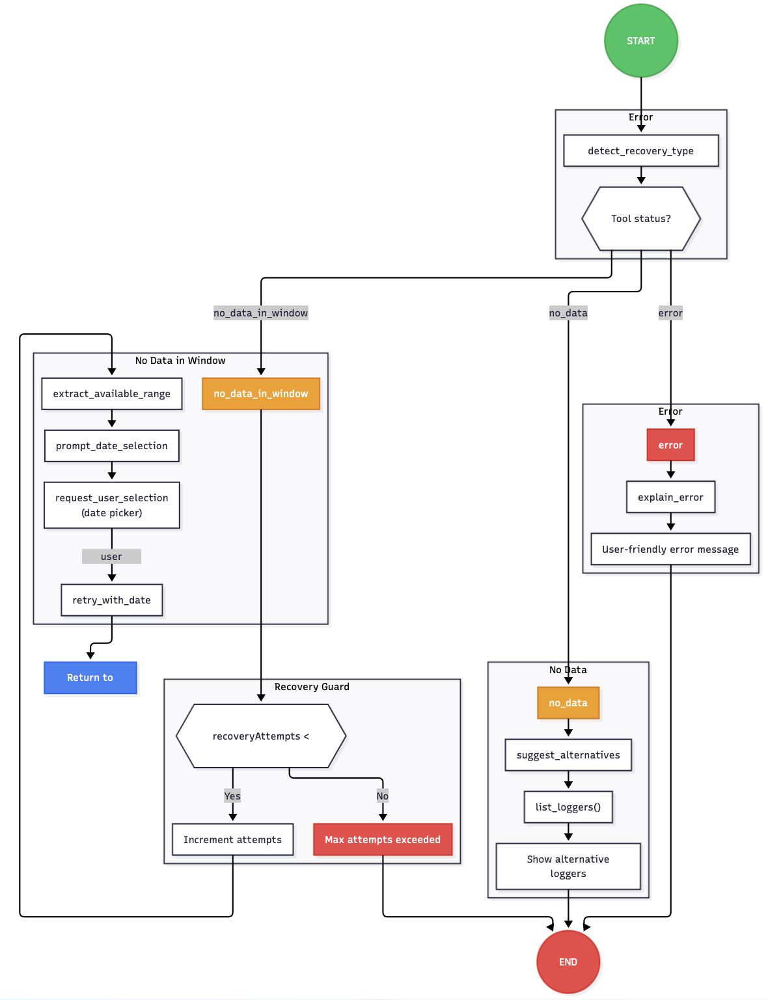 START
Error
detect_recovery_type
Tool status?
no_data_in_window
no_data
error
No Data in Window
extract_available_range
no_data_in_window
prompt_date_selection
request_user_selection
(date picker)
user
retry_with_date
Return to
Error
error
explain_error
User-friendly error message
Recovery Guard
recoveryAttempts <
Yes
No
Increment attempts
Max attempts exceeded
No Data
no_data
suggest_alternatives
list_loggers()
Show alternative
loggers
END